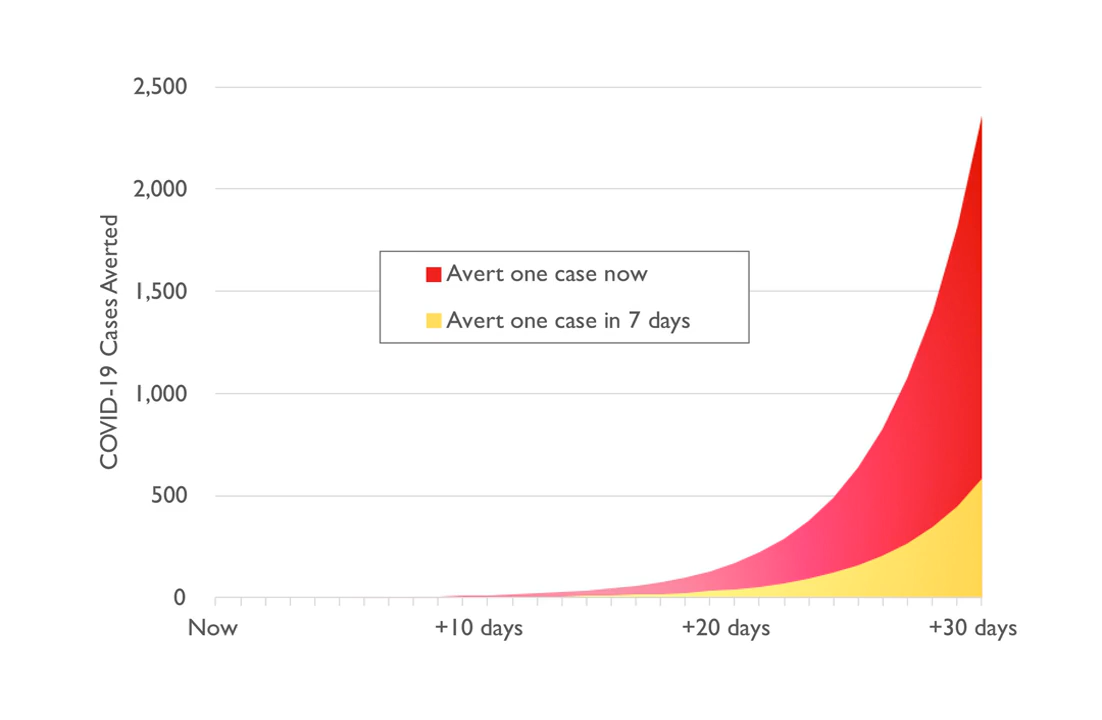 2,500
2,000
1,500
1,000
500
0
COVID-19 Cases Averted
Avert one case now
Avert one case in 7 days
Now
+10 days
+20 days
+30 days